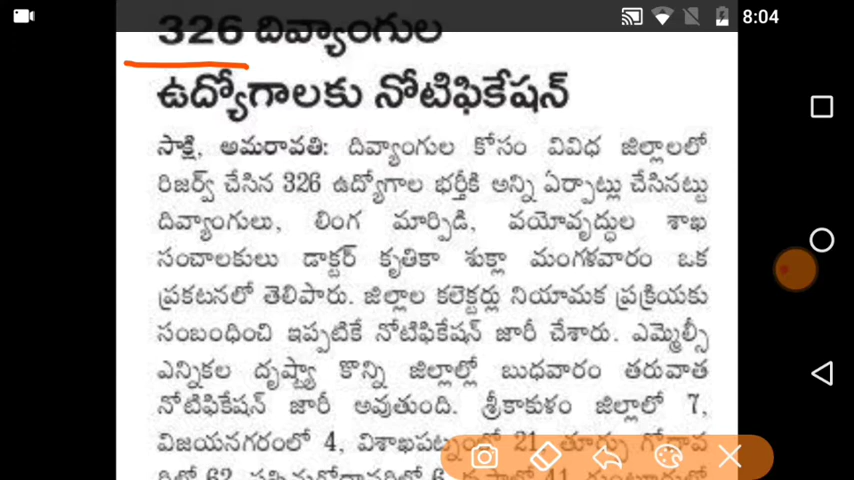 8:04
326 దివ్యాంగుల
ఉద్యోగాలకు నోటిఫికేషన్
సాక్షి, అమరావతి: దివ్యాంగుల కోసం వివిధ జిల్లాలలో
రిజర్వ్ చేసిన 326 ఉద్యోగాల భర్తీకి అన్ని ఏర్పాట్లు చేసినట్టు
దివ్యాంగులు, లింగ మార్పిడి, వయోవృద్ధుల శాఖ
సంచాలకులు డాక్టర్ కృతికా శుక్లా మంగళవారం ఒక
ప్రకటనలో తెలిపారు. జిల్లాల కలెక్టర్లు నియామక ప్రక్రియకు
సంబంధించి ఇప్పటికే నోటిఫికేషన్ జారీ చేశారు. ఎమ్మెల్సీ
ఎన్నికల దృష్ట్యా కొన్ని జిల్లాల్లో బుధవారం తరువాత
నోటిఫికేషన్ జారీ అవుతుంది. శ్రీకాకుళం జిల్లాలో 7,
విజయనగరంలో 4, విశాఖపట్నంలో 21, తూర్పు గోదావ